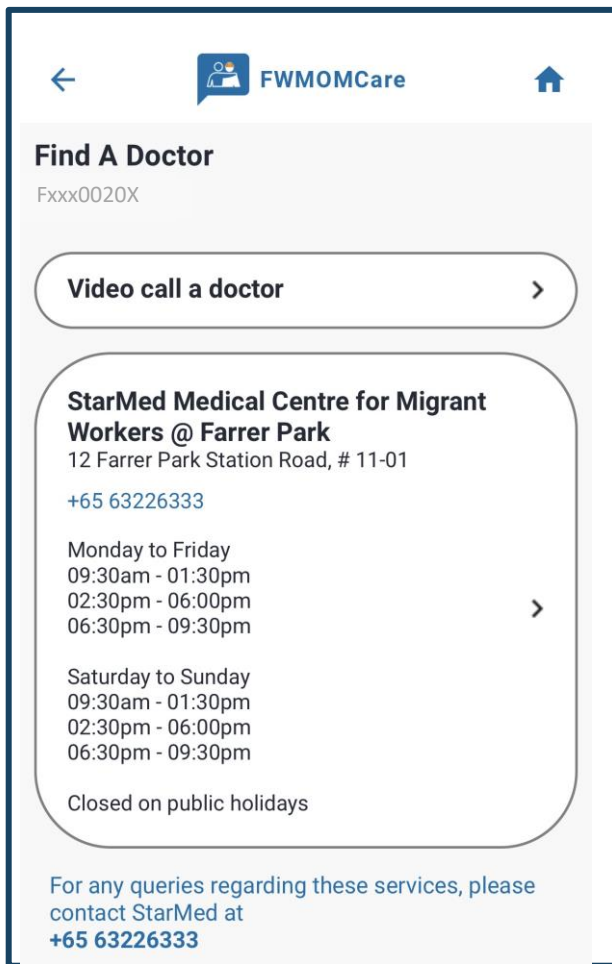 FWMOMCare
Find A Doctor
Fxxx0020X
Video call a doctor
StarMed Medical Centre for Migrant
Workers @ Farrer Park
12 Farrer Park Station Road, # 11-01
+65 63226333
Monday to Friday
09:30am - 01:30pm
02:30pm - 06:00pm
06:30pm - 09:30pm
Saturday to Sunday
09:30am - 01:30pm
02:30pm - 06:00pm
06:30pm - 09:30pm
Closed on public holidays
For any queries regarding these services, please
contact StarMed at
+65 63226333